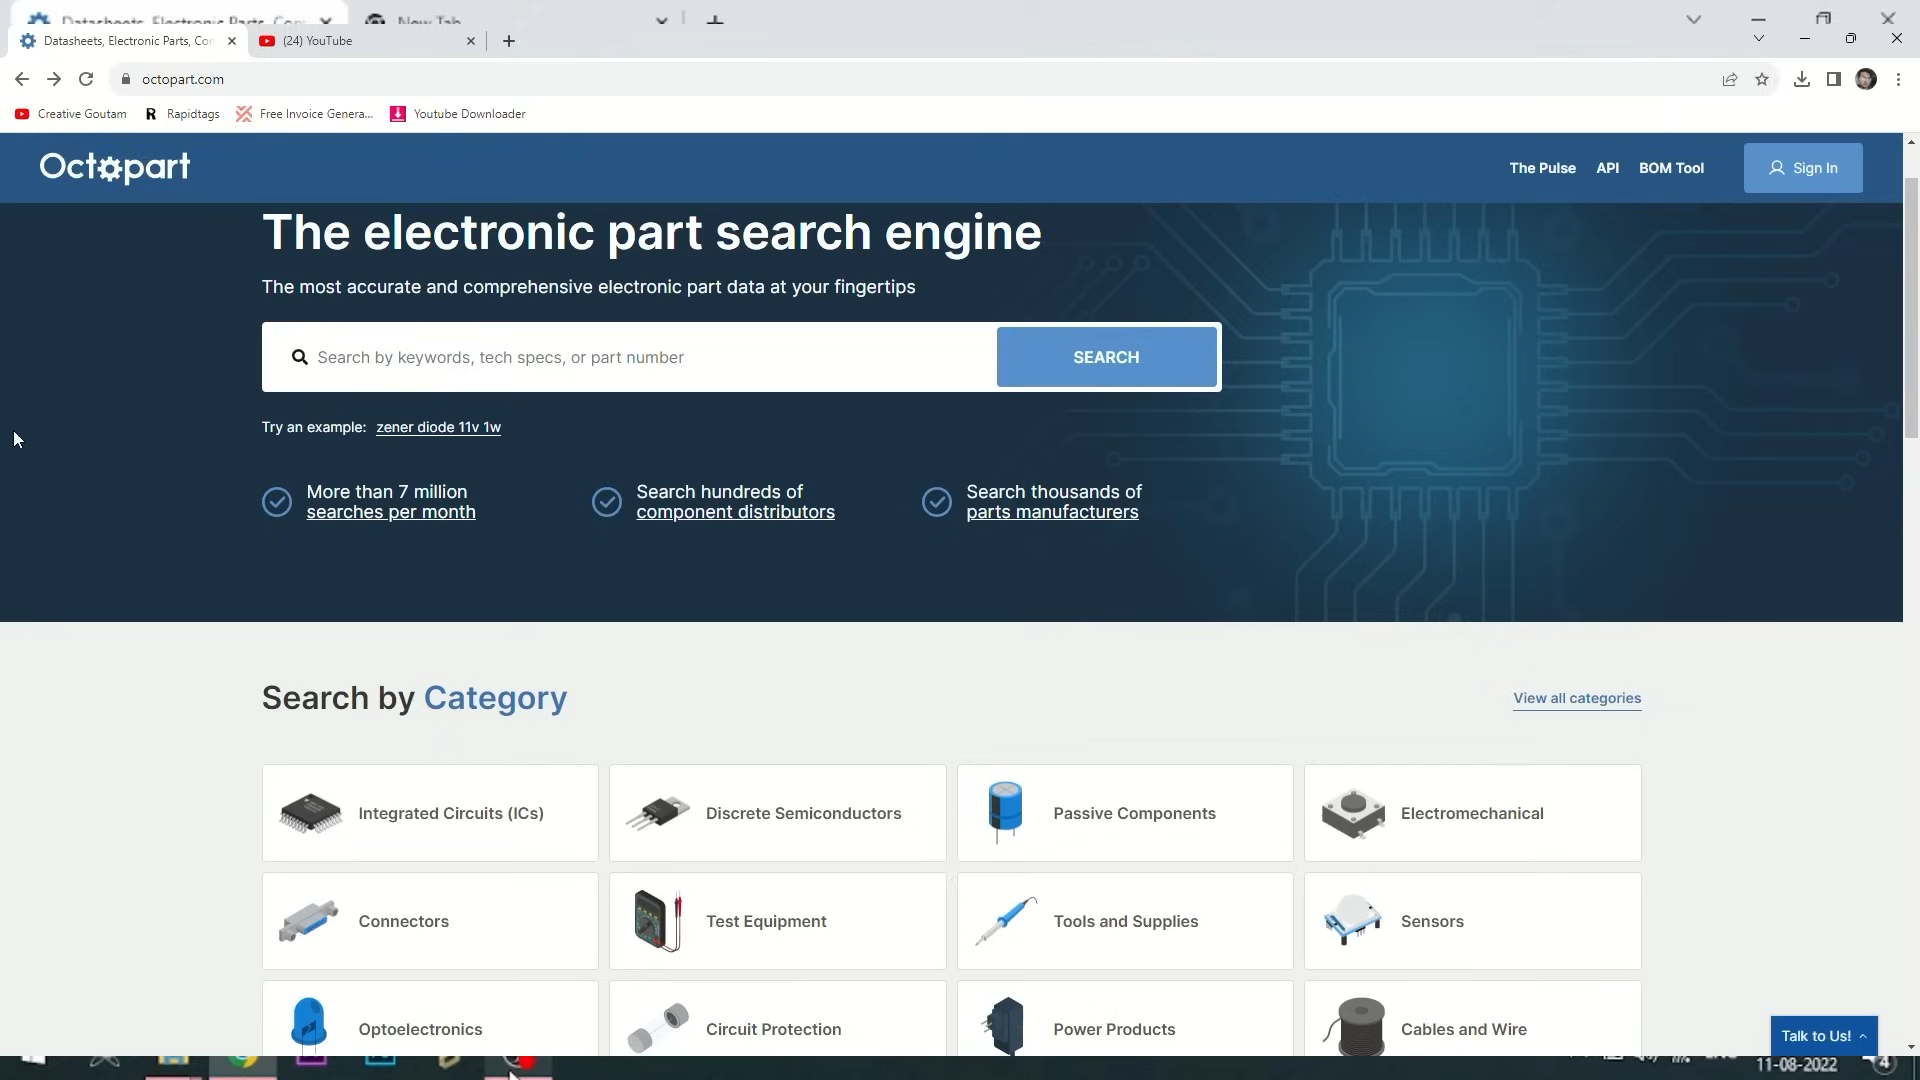 Datasheets, Electronic Parts, Com
New Tab
Datasheets, Electronic Parts, Co
(24) YouTube
octopart.com
Creative Goutam
Rapidtags
Free Invoice Genera...
Youtube Downloader
Octopart
The Pulse
API
BOM Tool
Sign In
The electronic part search engine
The most accurate and comprehensive electronic part data at your fingertips
Search by keywords, tech specs, or part number
SEARCH
Try an example: zener diode 11v 1w
More than 7 million
searches per month
Search hundreds of
component distributors
Search thousands of
parts manufacturers
Search by Category
View all categories
Integrated Circuits (ICs)
Discrete Semiconductors
Passive Components
Electromechanical
Connectors
Test Equipment
Tools and Supplies
Sensors
Optoelectronics
Circuit Protection
Power Products
Cables and Wire
Talk to Us!
11-08-2022
4